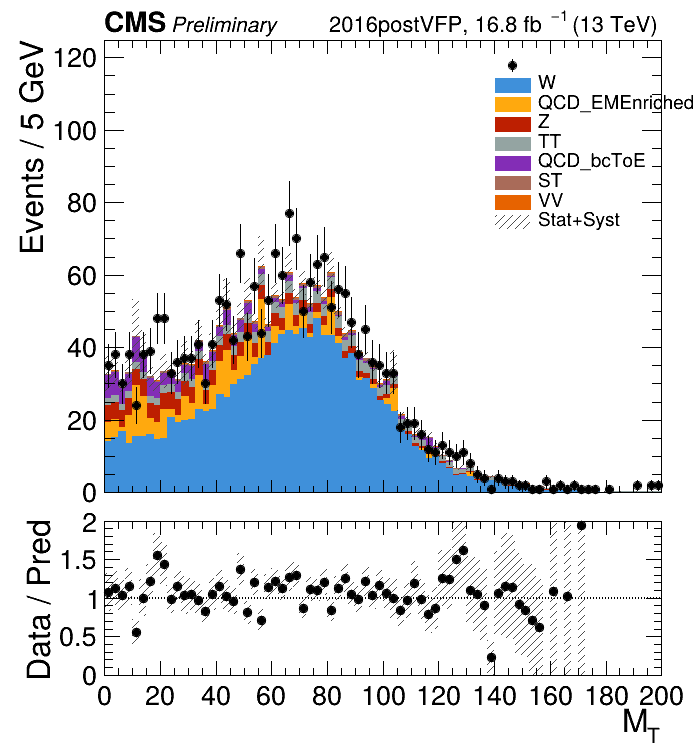 CMS Preliminary 2016postVFP, 16.8 fb⁻¹ (13 TeV)
Events / 5 GeV
120
100
80
60
40
20
0
W
QCD_EMEnriched
Z
TT
QCD_bcToE
ST
VV
Stat+Syst
Data / Pred
2
1.5
1
0.5
0
0 20 40 60 80 100 120 140 160 180 200
M_T